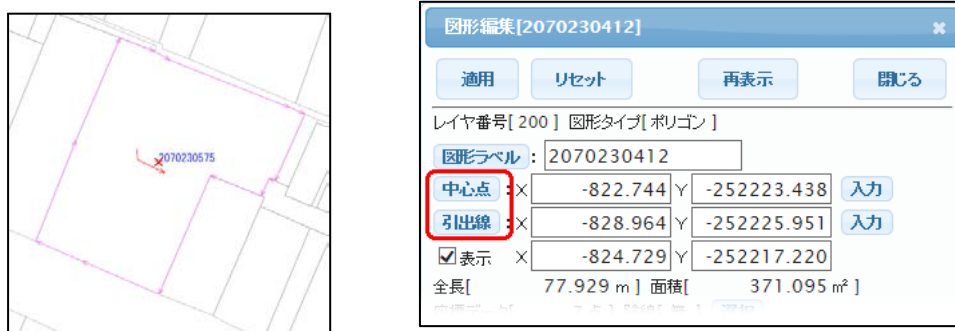 2070230575
図形編集[2070230412]
適用 リセット 再表示 閉じる
レイヤ番号[ 200 ] 図形タイプ[ ポリゴン ]
図形ラベル : 2070230412
中心点 : X -822.744 Y -252223.438 入力
引出線 : X -828.964 Y -252225.951 入力
表示 X -824.729 Y -252217.220
全長[ 77.929 m ] 面積[ 371.095 ㎡ ]